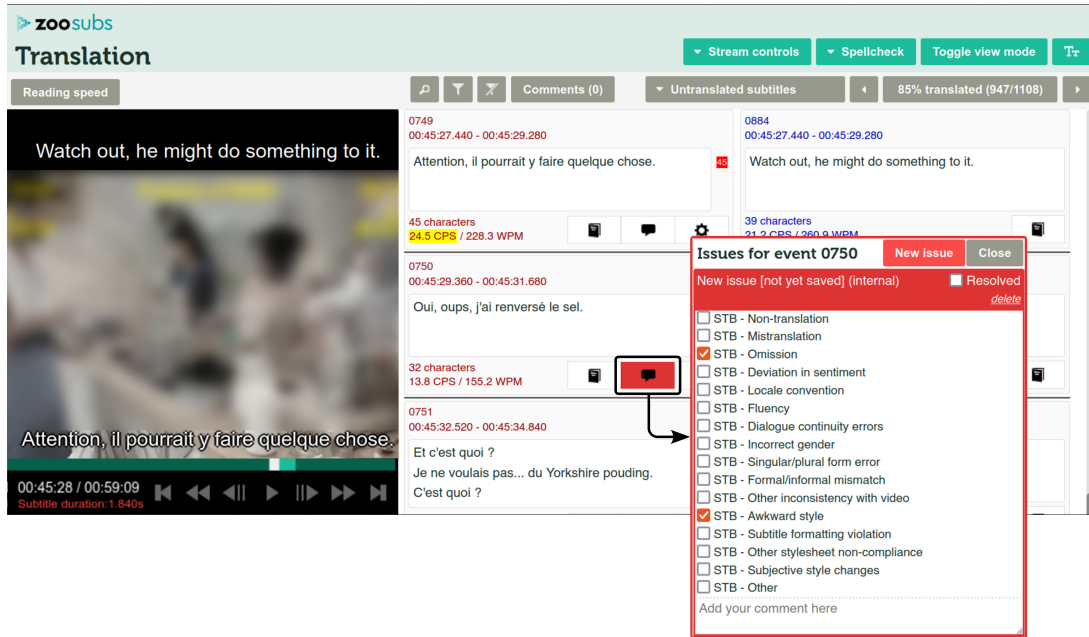 zoosubs
Translation
Stream controls
Spellcheck
Toggle view mode
TT
Reading speed
Comments (0)
Untranslated subtitles
85% translated (947/1108)
Watch out, he might do something to it.
Attention, il pourrait y faire quelque chose.
00:45:28 / 00:59:09
Subtitle duration:1.840s
0749
00:45:27.440 - 00:45:29.280
Attention, il pourrait y faire quelque chose.
45
45 characters
24.5 CPS / 228.3 WPM
0884
00:45:27.440 - 00:45:29.280
Watch out, he might do something to it.
39 characters
21.2 CPS / 260.9 WPM
0750
00:45:29.360 - 00:45:31.680
Oui, oups, j'ai renversé le sel.
32 characters
13.8 CPS / 155.2 WPM
0751
00:45:32.520 - 00:45:34.840
Et c'est quoi ?
Je ne voulais pas... du Yorkshire pouding.
C'est quoi ?
Issues for event 0750
New issue
Close
New issue [not yet saved] (internal)
Resolved
delete
STB - Non-translation
STB - Mistranslation
STB - Omission
STB - Deviation in sentiment
STB - Locale convention
STB - Fluency
STB - Dialogue continuity errors
STB - Incorrect gender
STB - Singular/plural form error
STB - Formal/informal mismatch
STB - Other inconsistency with video
STB - Awkward style
STB - Subtitle formatting violation
STB - Other stylesheet non-compliance
STB - Subjective style changes
STB - Other
Add your comment here